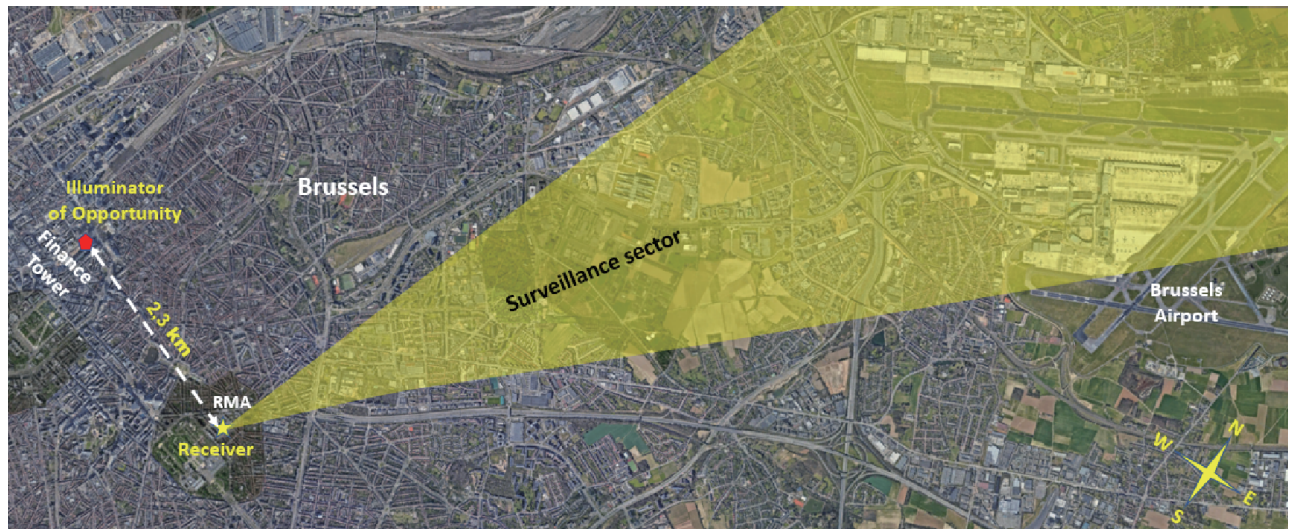 Illuminator
of Opportunity
Finance
Tower
2,3 km
Brussels
Surveillance sector
RMA
Receiver
Brussels
Airport
N
W
E
S